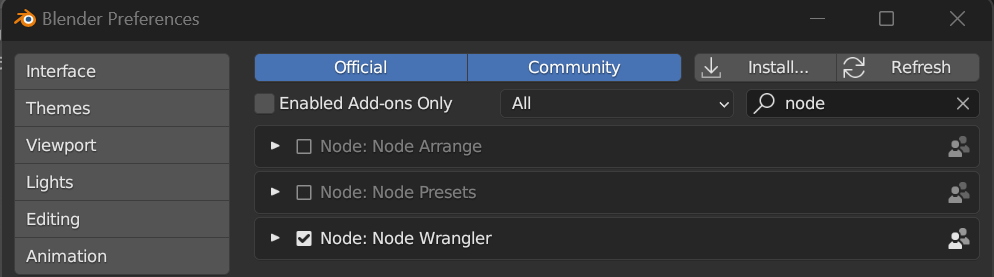 Blender Preferences
Interface
Themes
Viewport
Lights
Editing
Animation
Official Community Install... Refresh
Enabled Add-ons Only All node
Node: Node Arrange
Node: Node Presets
Node: Node Wrangler